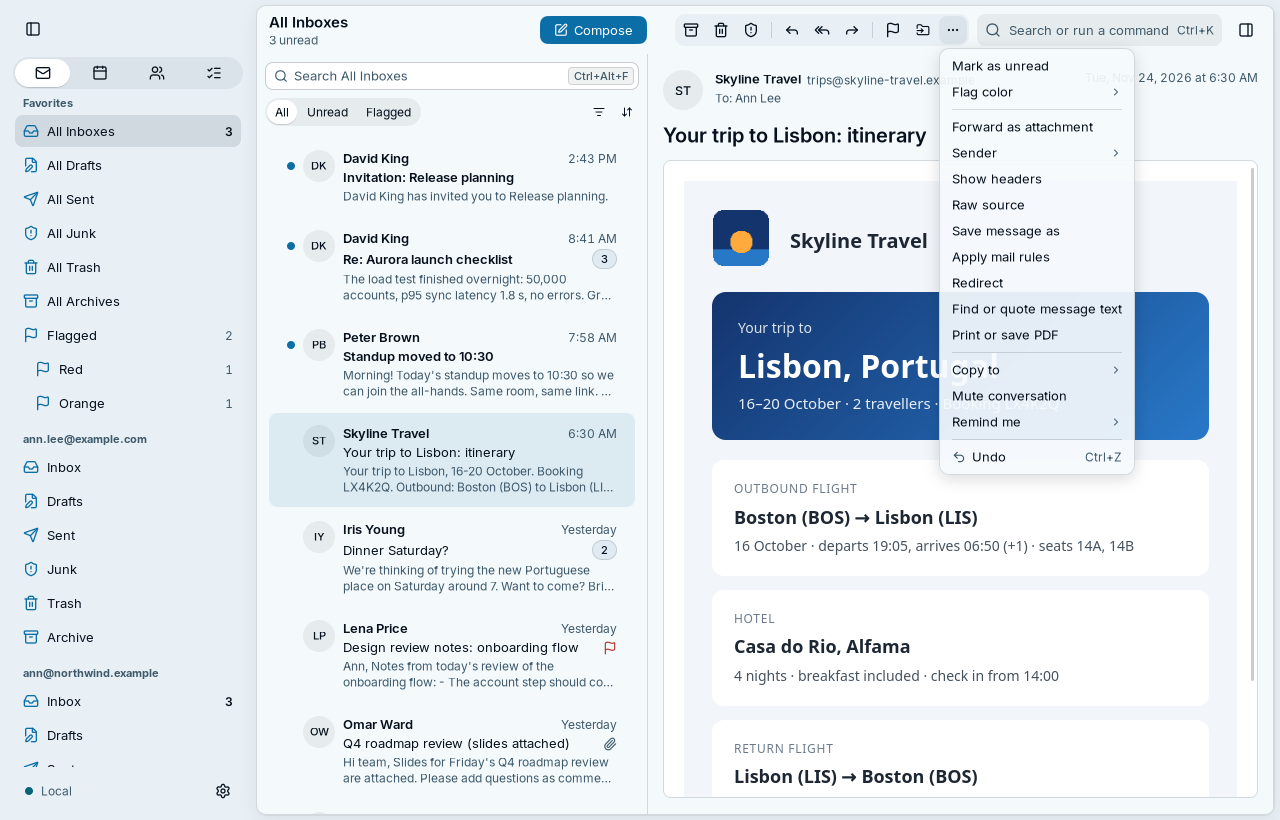 All Inboxes
3 unread
Compose
Search or run a command
Ctrl+K
Favorites
All Inboxes
3
All Drafts
All Sent
All Junk
All Trash
All Archives
Flagged
2
Red
1
Orange
1
ann.lee@example.com
Inbox
Drafts
Sent
Junk
Trash
Archive
ann@northwind.example
Inbox
3
Drafts
Local
Search All Inboxes
Ctrl+Alt+F
All
Unread
Flagged
DK
David King
2:43 PM
Invitation: Release planning
David King has invited you to Release planning.
DK
David King
8:41 AM
Re: Aurora launch checklist
3
The load test finished overnight: 50,000
accounts, p95 sync latency 1.8 s, no errors. Gr...
PB
Peter Brown
7:58 AM
Standup moved to 10:30
Morning! Today's standup moves to 10:30 so we
can join the all-hands. Same room, same link. ...
ST
Skyline Travel
6:30 AM
Your trip to Lisbon: itinerary
Your trip to Lisbon, 16-20 October. Booking
LX4K2Q. Outbound: Boston (BOS) to Lisbon (LI...
IY
Iris Young
Yesterday
Dinner Saturday?
2
We're thinking of trying the new Portuguese
place on Saturday around 7. Want to come? Bri...
LP
Lena Price
Yesterday
Design review notes: onboarding flow
Ann, Notes from today's review of the
onboarding flow: - The account step should co...
OW
Omar Ward
Yesterday
Q4 roadmap review (slides attached)
Hi team, Slides for Friday's Q4 roadmap review
are attached. Please add questions as comme...
ST
Skyline Travel trips@skyline-travel.example
Tue, Nov 24, 2026 at 6:30 AM
To: Ann Lee
Your trip to Lisbon: itinerary
Skyline Travel
Your trip to
Lisbon, Portugal
16–20 October · 2 travellers · Booking LX4K2Q
OUTBOUND FLIGHT
Boston (BOS) → Lisbon (LIS)
16 October · departs 19:05, arrives 06:50 (+1) · seats 14A, 14B
HOTEL
Casa do Rio, Alfama
4 nights · breakfast included · check in from 14:00
RETURN FLIGHT
Lisbon (LIS) → Boston (BOS)
Mark as unread
Flag color
Forward as attachment
Sender
Show headers
Raw source
Save message as
Apply mail rules
Redirect
Find or quote message text
Print or save PDF
Copy to
Mute conversation
Remind me
Undo
Ctrl+Z